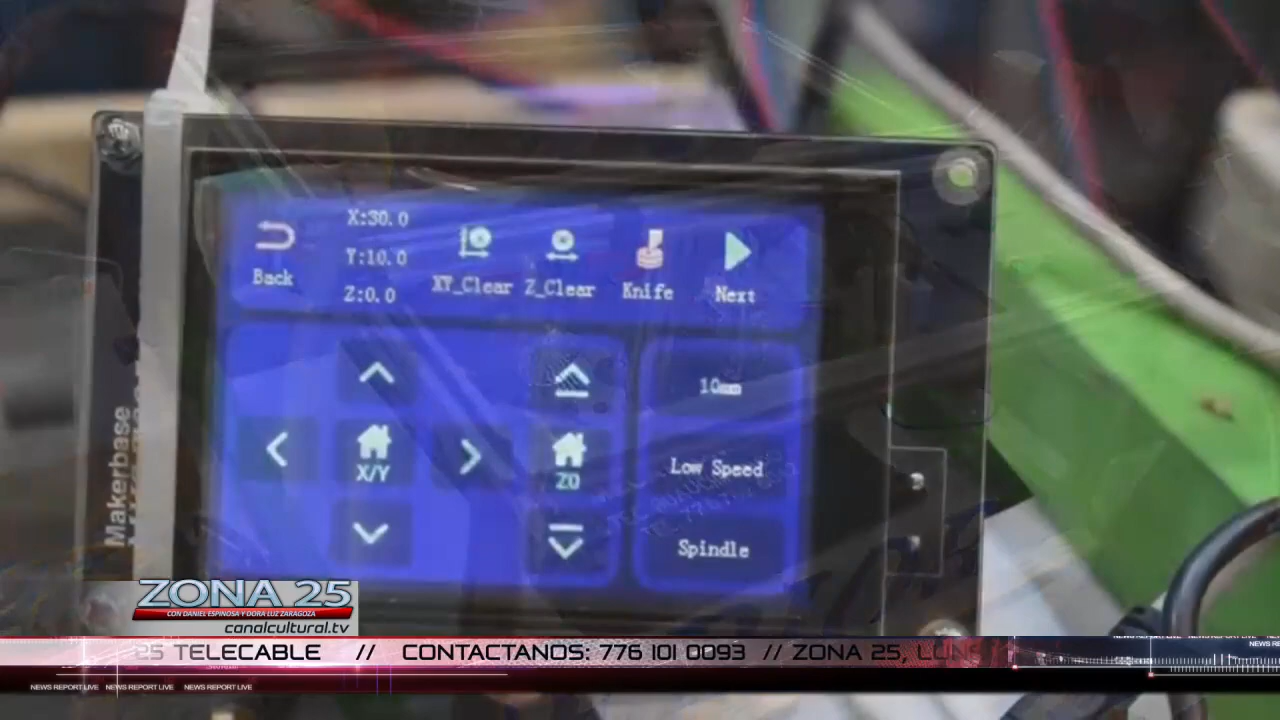 X:30.0
Y:10.0
Z:0.0
Back
XY_Clear
Z_Clear
Knife
Next
10mm
X/Y
Z0
Low Speed
Spindle
Makerbase
ZONA 25
CON DANIEL ESPINOSA Y DORA LUZ ZARAGOZA
canalcultural.tv
25 TELECABLE // CONTACTANOS: 776 101 0093 // ZONA 25, LUNS
NEWS REPORT LIVE NEWS REPORT LIVE NEWS REPORT LIVE